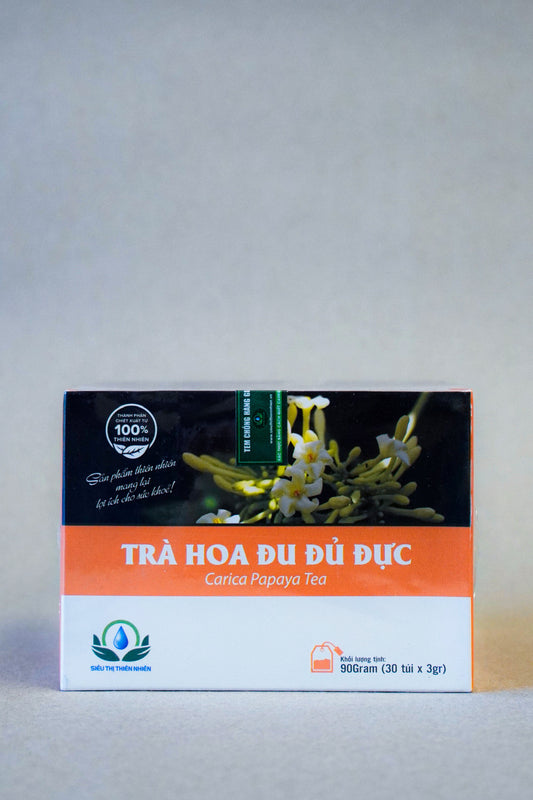 THÀNH PHẦN
CHIẾT XUẤT TỪ
100%
THIÊN NHIÊN
Sản phẩm thiên nhiên
mang lại
lợi ích cho sức khoẻ!
TEM CHỐNG HÀNG
TRÀ HOA ĐU ĐỦ ĐỰC
Carica Papaya Tea
SIÊU THỊ THIÊN NHIÊN
Khối lượng tịnh:
90Gram (30 túi x 3gr)